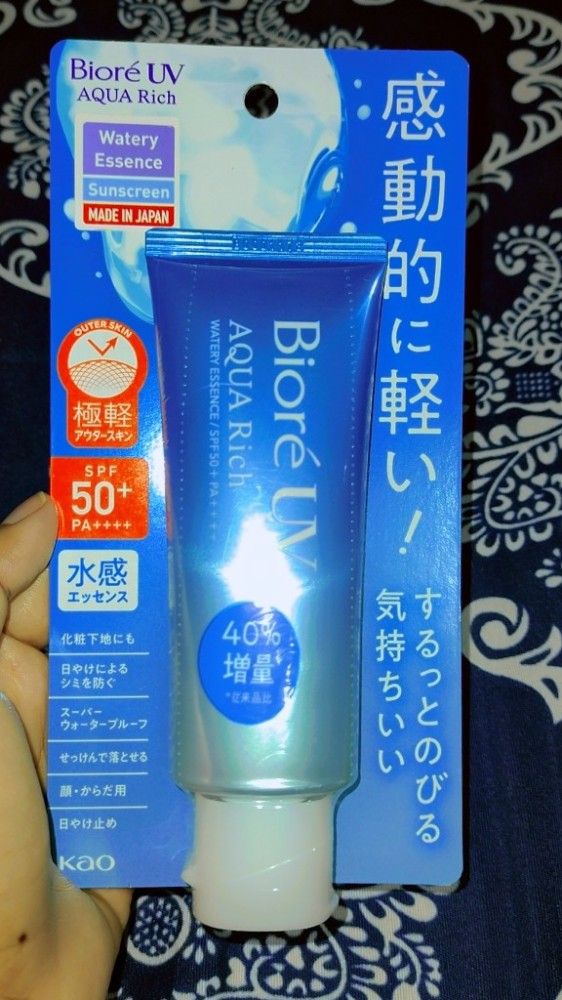 Bioré UV
AQUA Rich
Watery
Essence
Sunscreen
MADE IN JAPAN
感動的に軽い!
するっとのびる
気持ちいい
OUTER SKIN
極軽
アウタースキン
SPF
50+
PA++++
水感
エッセンス
化粧下地にも
日やけによる
シミを防ぐ
スーパー
ウォータープルーフ
せっけんで落とせる
顔・からだ用
日やけ止め
Kao
Bioré UV
AQUA Rich
WATERY ESSENCE / SPF50+ PA++++
40%
増量
*従来品比